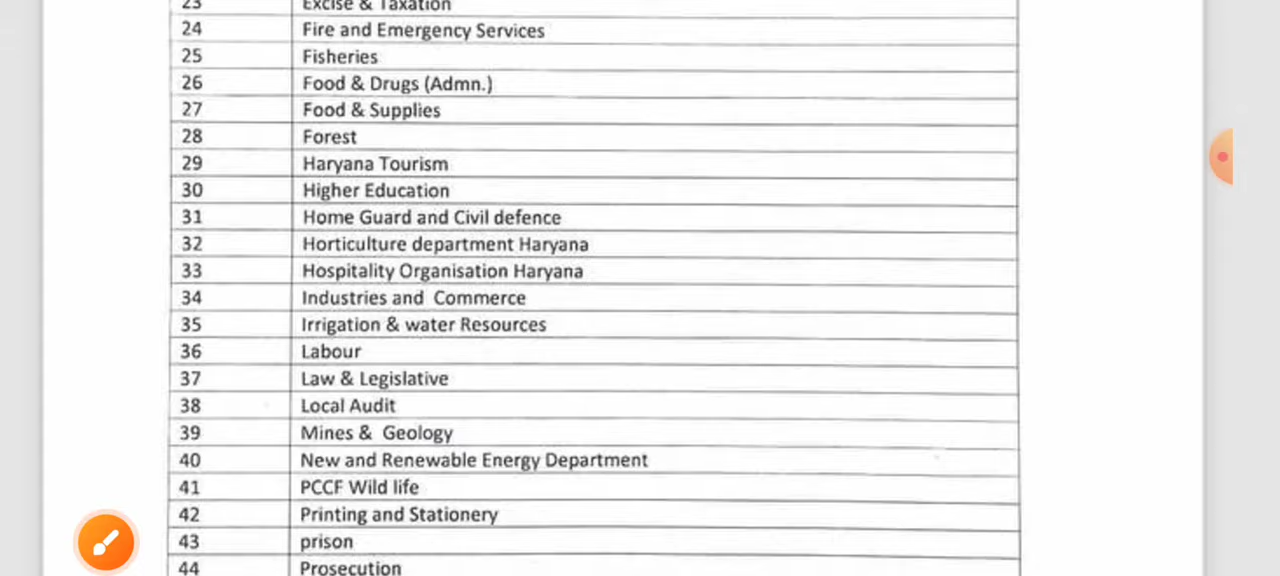 23 Excise & Taxation
24 Fire and Emergency Services
25 Fisheries
26 Food & Drugs (Admn.)
27 Food & Supplies
28 Forest
29 Haryana Tourism
30 Higher Education
31 Home Guard and Civil defence
32 Horticulture department Haryana
33 Hospitality Organisation Haryana
34 Industries and Commerce
35 Irrigation & water Resources
36 Labour
37 Law & Legislative
38 Local Audit
39 Mines & Geology
40 New and Renewable Energy Department
41 PCCF Wild life
42 Printing and Stationery
43 prison
44 Prosecution